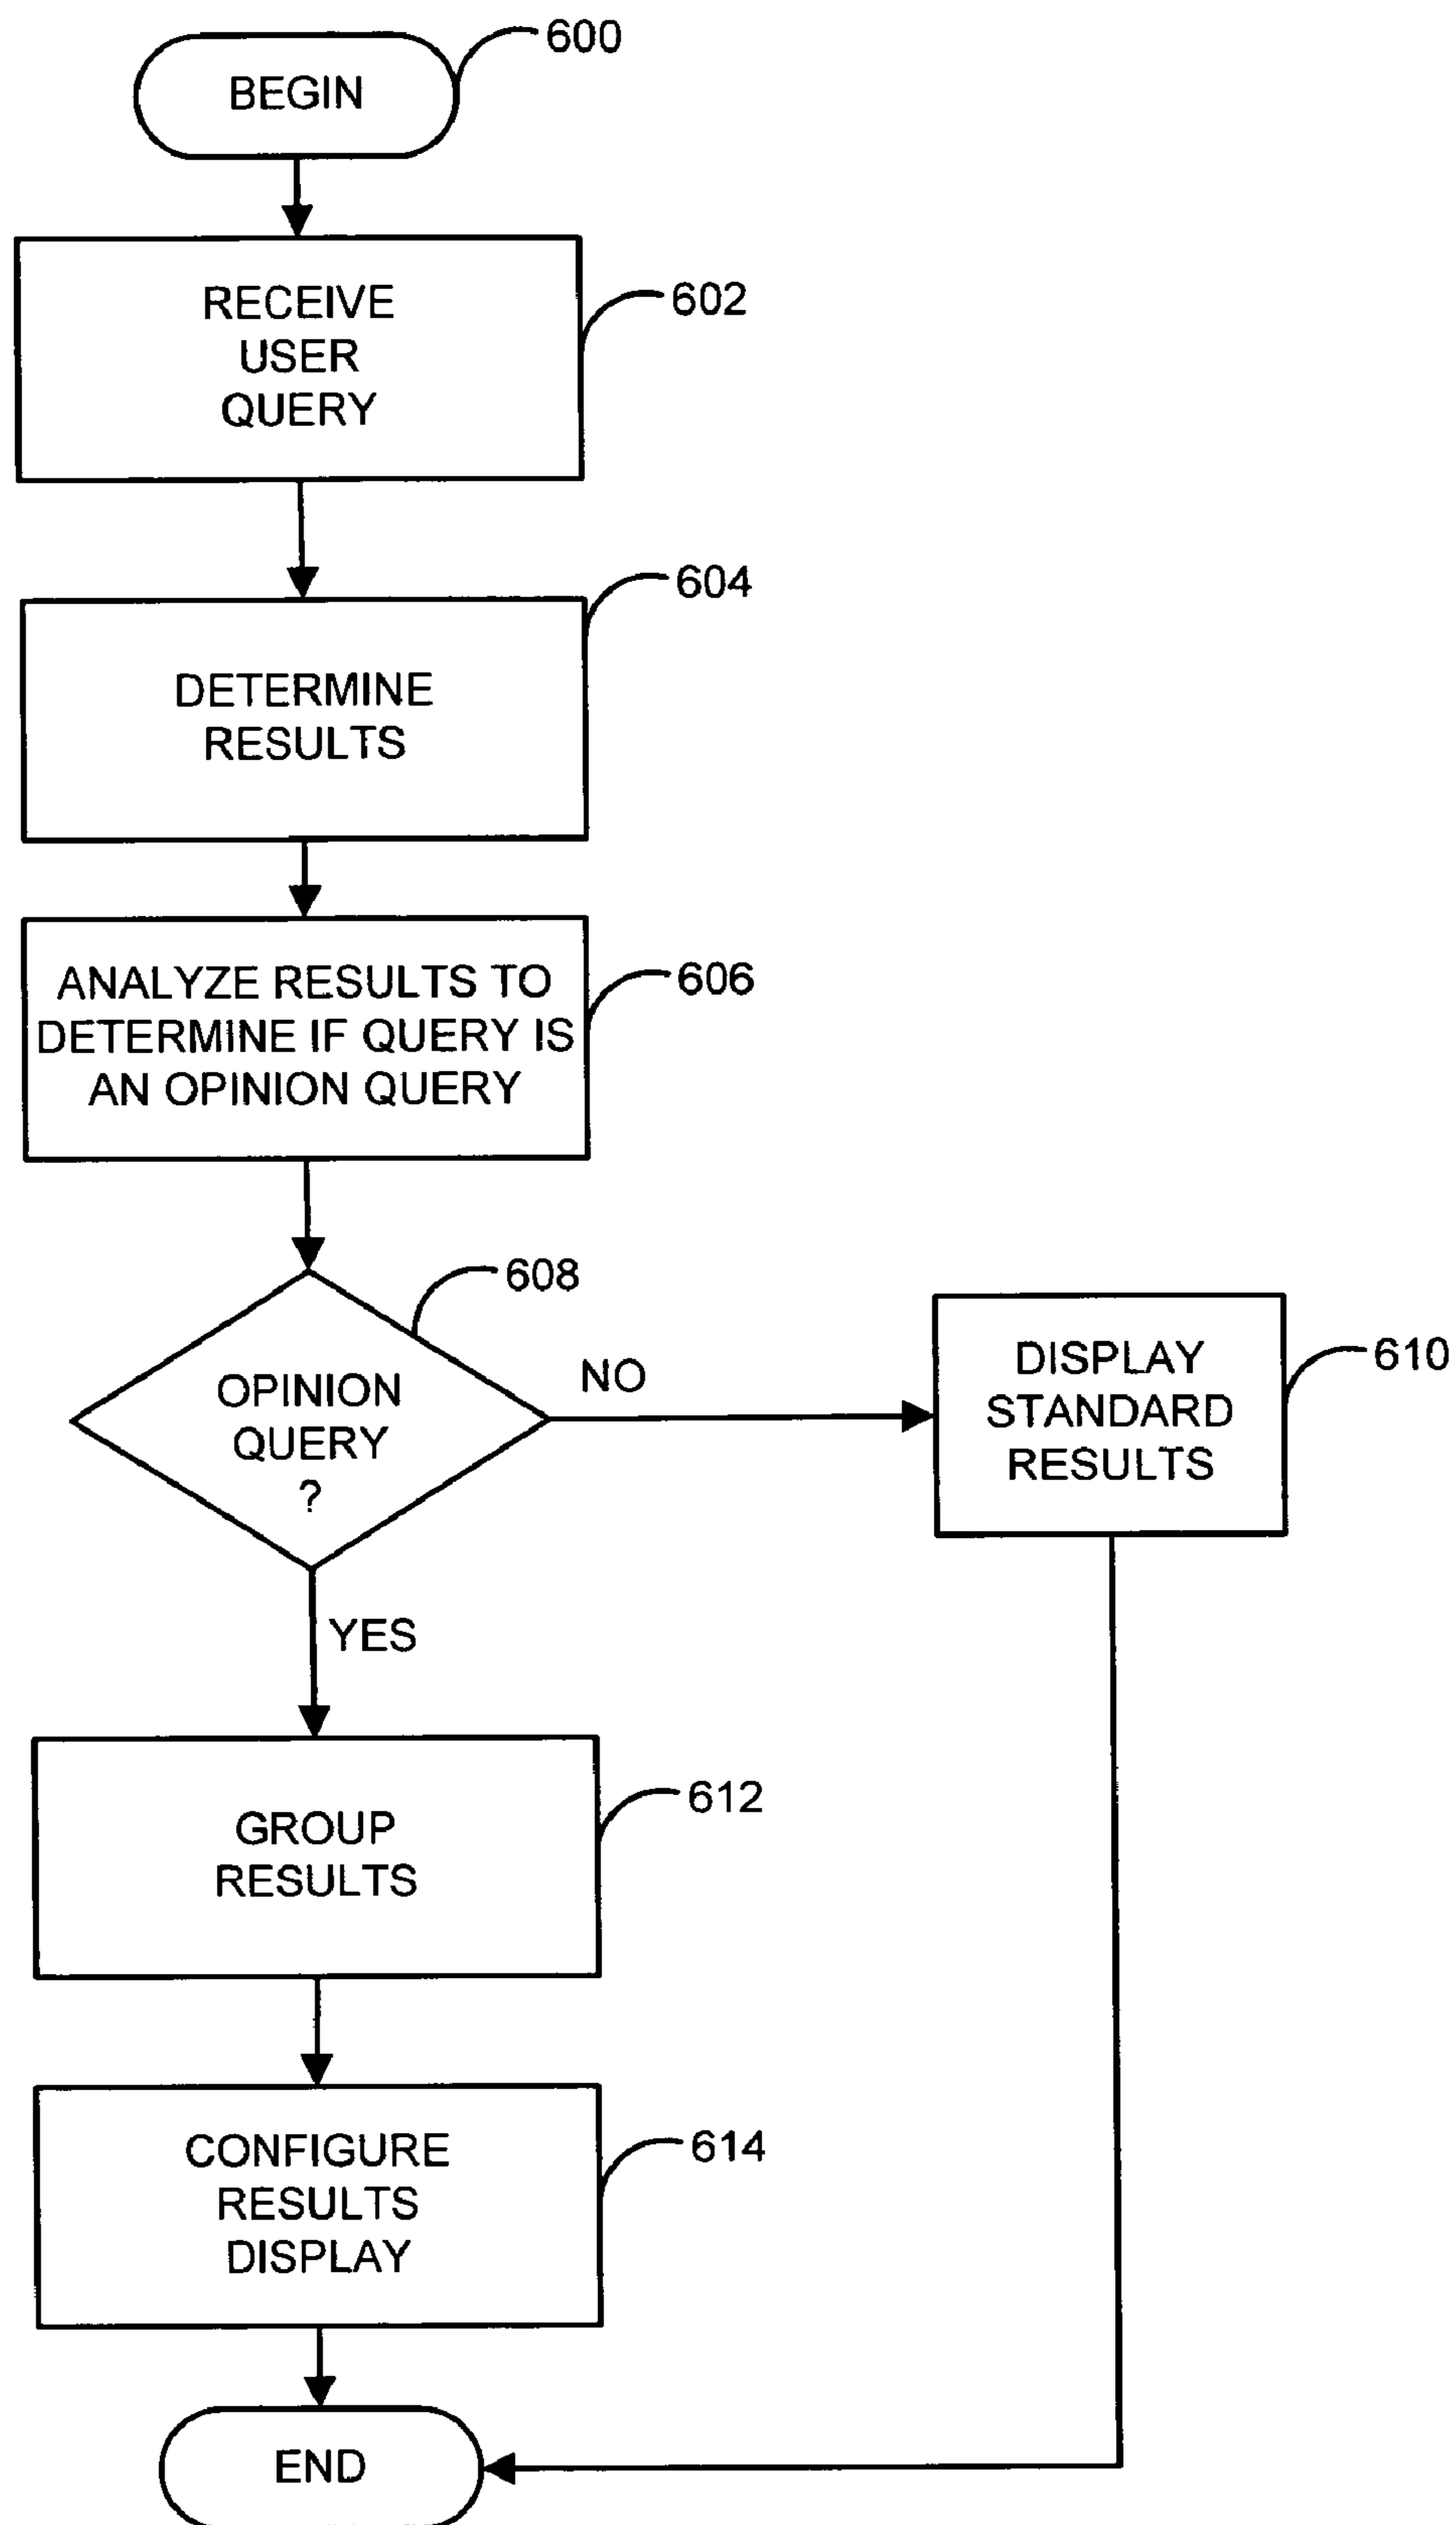 600
BEGIN
RECEIVE
USER
QUERY
602
604
DETERMINE
RESULTS
ANALYZE RESULTS TO
DETERMINE IF QUERY IS
AN OPINION QUERY
606
608
OPINION
QUERY
?
NO
DISPLAY
STANDARD
RESULTS
610
YES
GROUP
RESULTS
612
CONFIGURE
RESULTS
DISPLAY
614
END